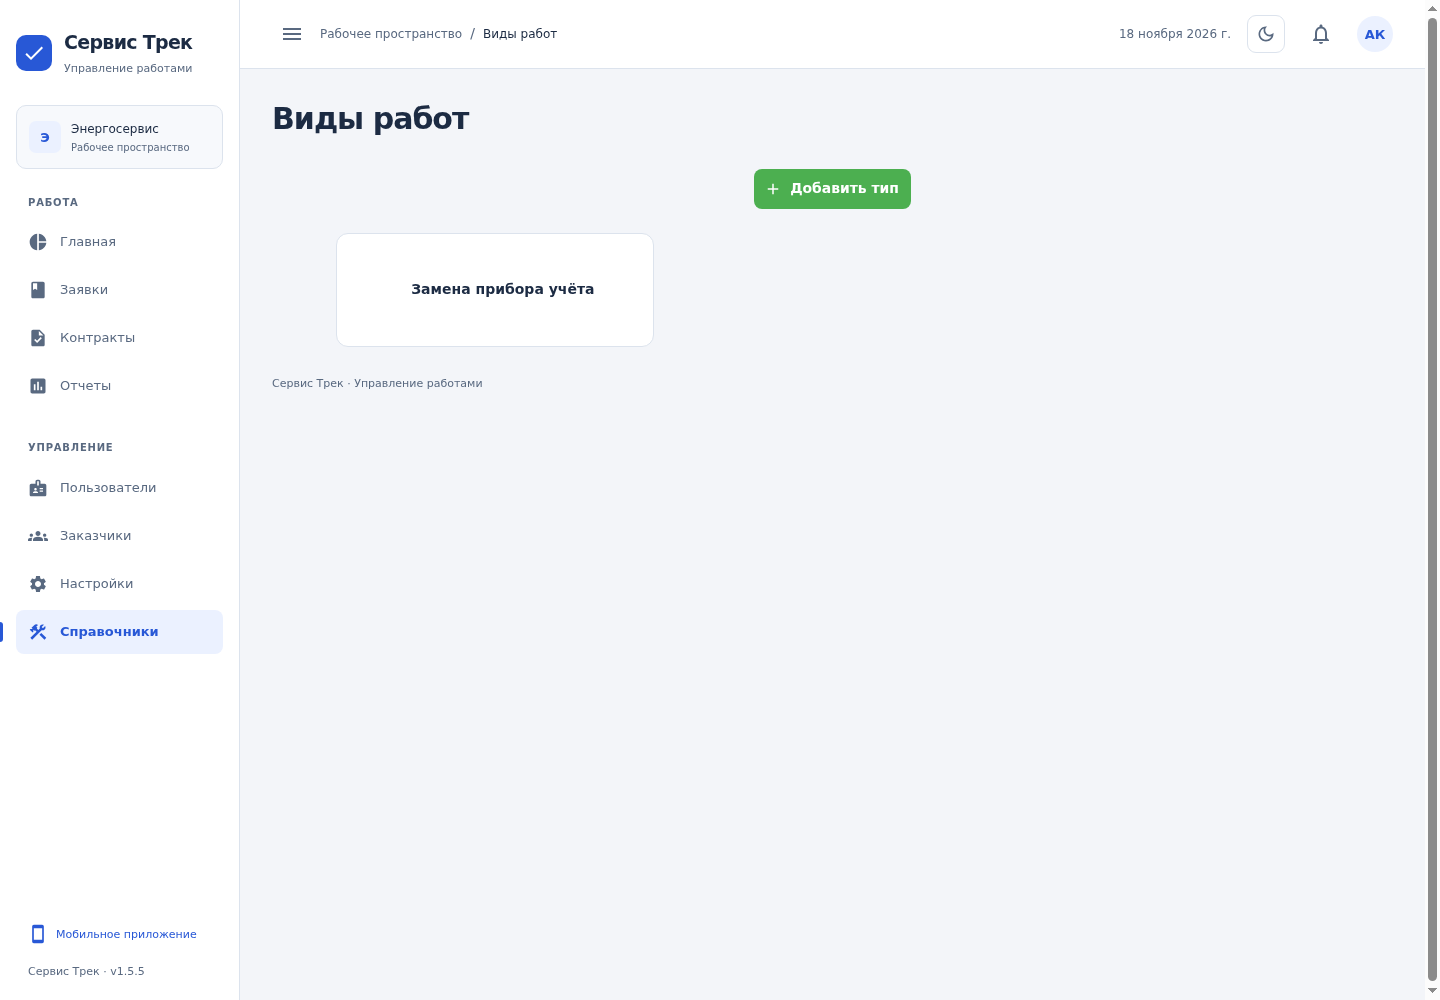 Сервис Трек
Управление работами
Э
Энергосервис
Рабочее пространство
РАБОТА
Главная
Заявки
Контракты
Отчеты
УПРАВЛЕНИЕ
Пользователи
Заказчики
Настройки
Справочники
Мобильное приложение
Сервис Трек · v1.5.5
Рабочее пространство / Виды работ
18 ноября 2026 г.
АК
Виды работ
+ Добавить тип
Замена прибора учёта
Сервис Трек · Управление работами